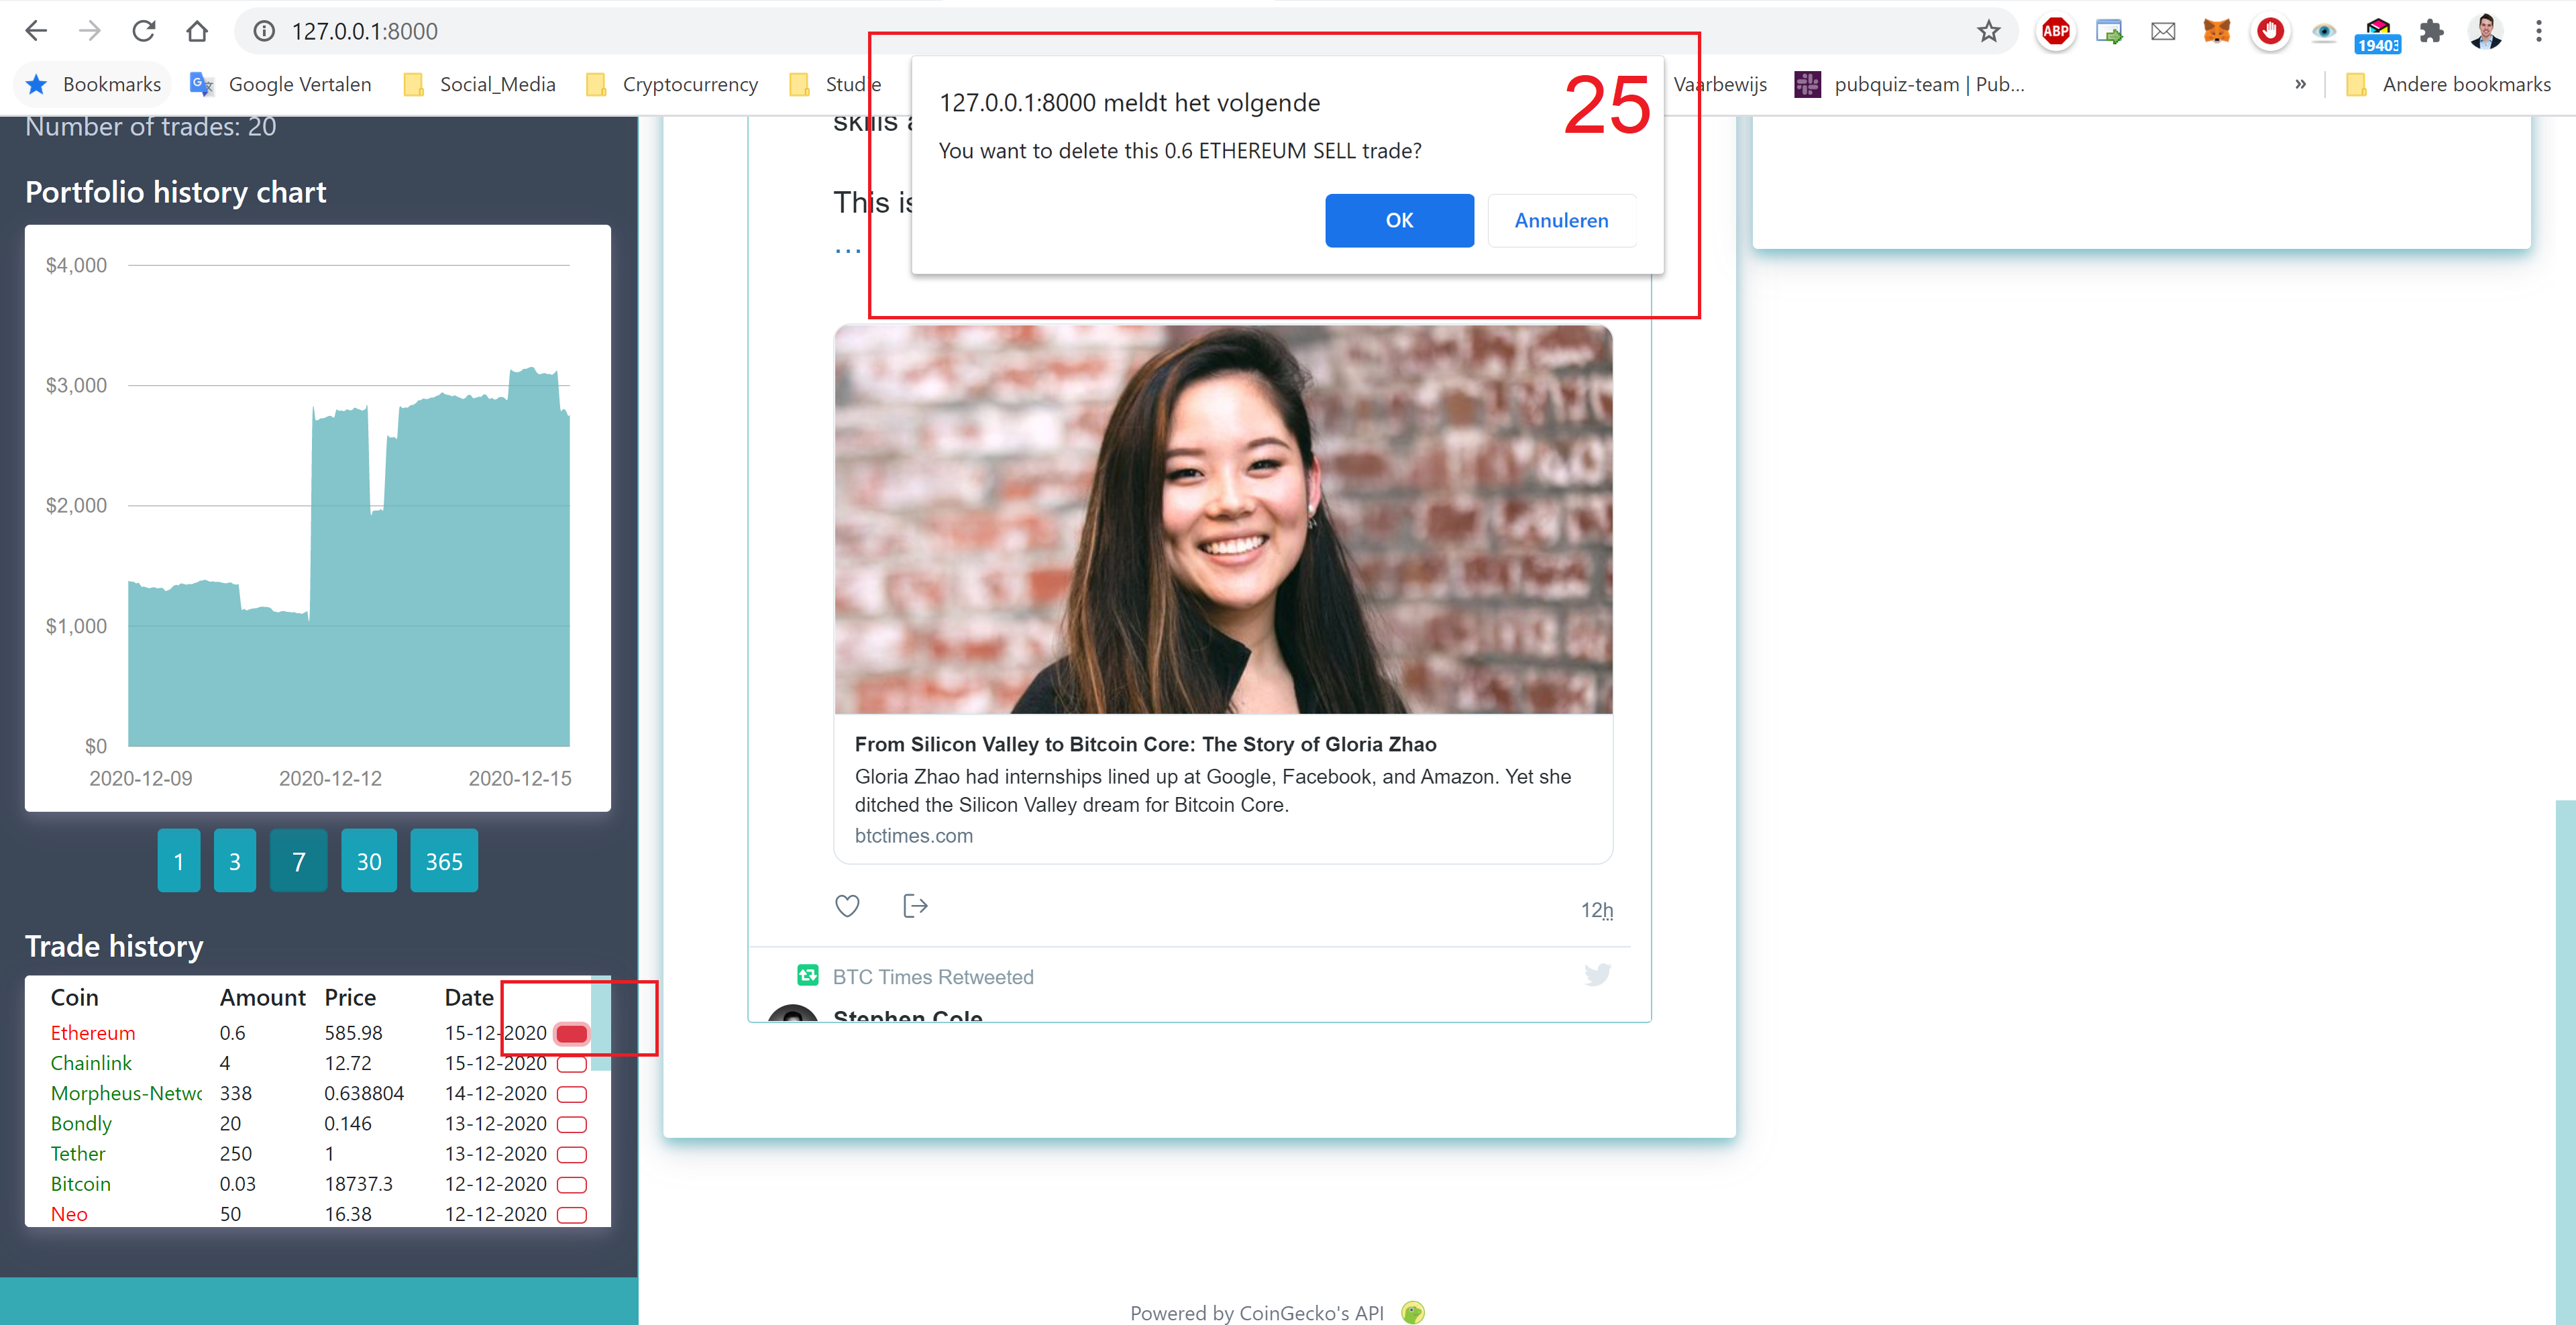 127.0.0.1:8000
ABP
1940
Bookmarks
Google Vertalen
Social_Media
Cryptocurrency
Studie
Vaarbewijs
pubquiz-team | Pub...
»
Andere bookmarks
127.0.0.1:8000 meldt het volgende
25
You want to delete this 0.6 ETHEREUM SELL trade?
OK
Annuleren
Number of trades: 20
Portfolio history chart
$4,000
$3,000
$2,000
$1,000
$0
2020-12-09 2020-12-12 2020-12-15
1 3 7 30 365
Trade history
Coin Amount Price Date
Ethereum 0.6 585.98 15-12-2020
Chainlink 4 12.72 15-12-2020
Morpheus-Netwo 338 0.638804 14-12-2020
Bondly 20 0.146 13-12-2020
Tether 250 1 13-12-2020
Bitcoin 0.03 18737.3 12-12-2020
Neo 50 16.38 12-12-2020
skills
This is
...
From Silicon Valley to Bitcoin Core: The Story of Gloria Zhao
Gloria Zhao had internships lined up at Google, Facebook, and Amazon. Yet she
ditched the Silicon Valley dream for Bitcoin Core.
btctimes.com
12h
BTC Times Retweeted
Stephen Cole
Powered by CoinGecko's API